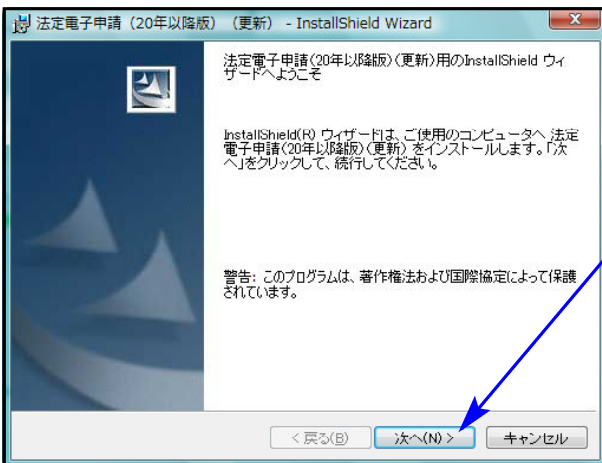 法定電子申請（20年以降版）（更新） - InstallShield Wizard
法定電子申請(20年以降版)(更新)用のInstallShield ウィ
ザードへようこそ
InstallShield(R) ウィザードは、ご使用のコンピュータへ 法定
電子申請(20年以降版)(更新) をインストールします。「次
へ」をクリックして、続行してください。
警告: このプログラムは、著作権法および国際協定によって保護
されています。
< 戻る(B) 次へ(N) > キャンセル